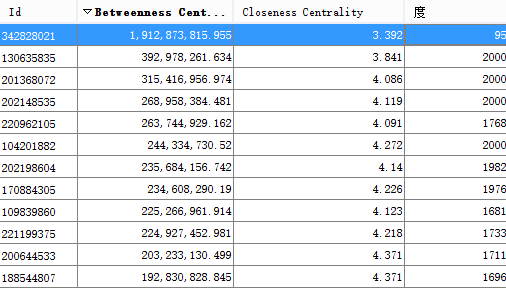 Id Betweenness Cent... Closeness Centrality 度
342828021 1,912,873,815.955 3.392 95
130635835 392,978,261.634 3.841 2000
201368072 315,416,956.974 4.086 2000
202148535 268,958,384.481 4.119 2000
220962105 263,744,929.162 4.091 1768
104201882 244,334,730.52 4.272 2000
202198604 235,684,156.742 4.14 1982
170884305 234,608,290.19 4.226 1976
109839860 225,266,961.914 4.123 1681
221199375 224,927,452.981 4.218 1733
200644533 203,233,130.499 4.371 1711
188544807 192,830,828.845 4.371 1696